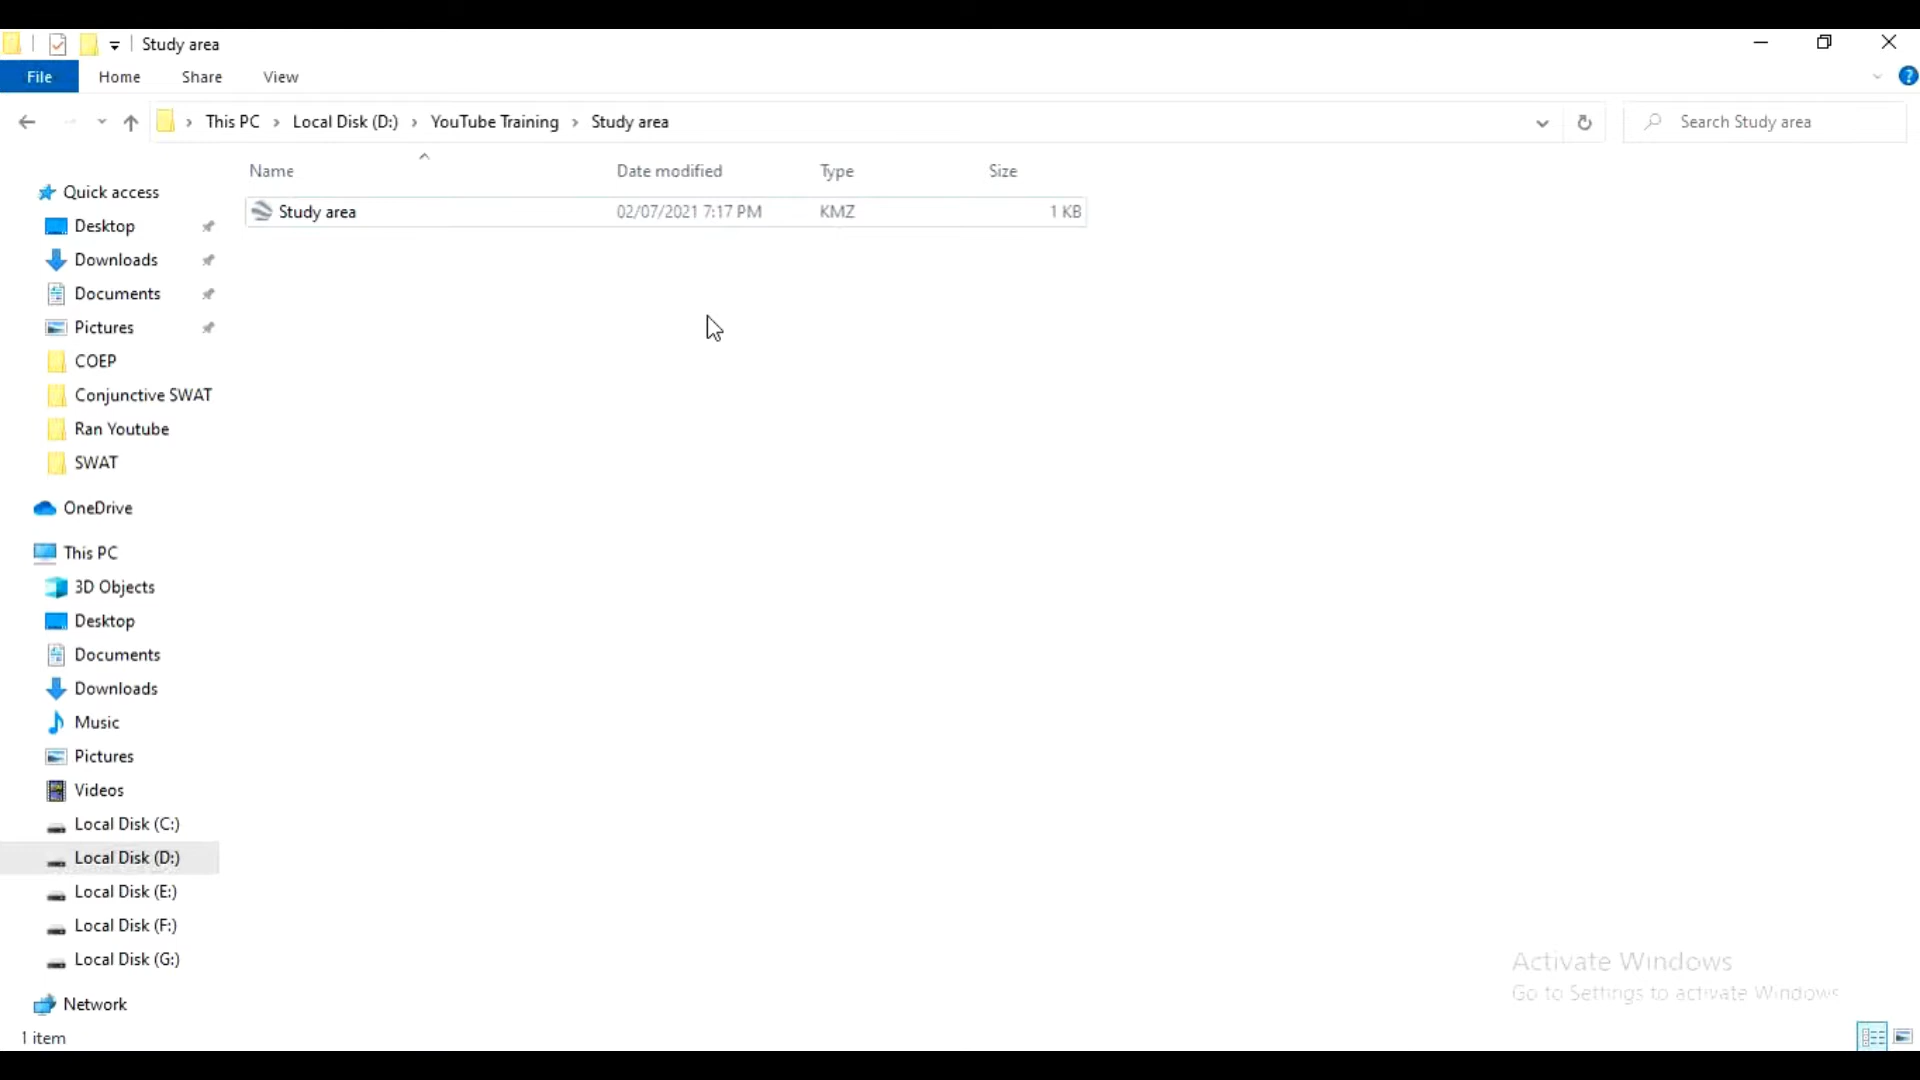 Study area
File Home Share View
This PC > Local Disk (D:) > YouTube Training > Study area
Search Study area
Name Date modified Type Size
Study area 02/07/2021 7:17 PM KMZ 1 KB
Quick access
Desktop
Downloads
Documents
Pictures
COEP
Conjunctive SWAT
Ran Youtube
SWAT
OneDrive
This PC
3D Objects
Desktop
Documents
Downloads
Music
Pictures
Videos
Local Disk (C:)
Local Disk (D:)
Local Disk (E:)
Local Disk (F:)
Local Disk (G:)
Network
Activate Windows
Go to Settings to activate Windows.
1 item